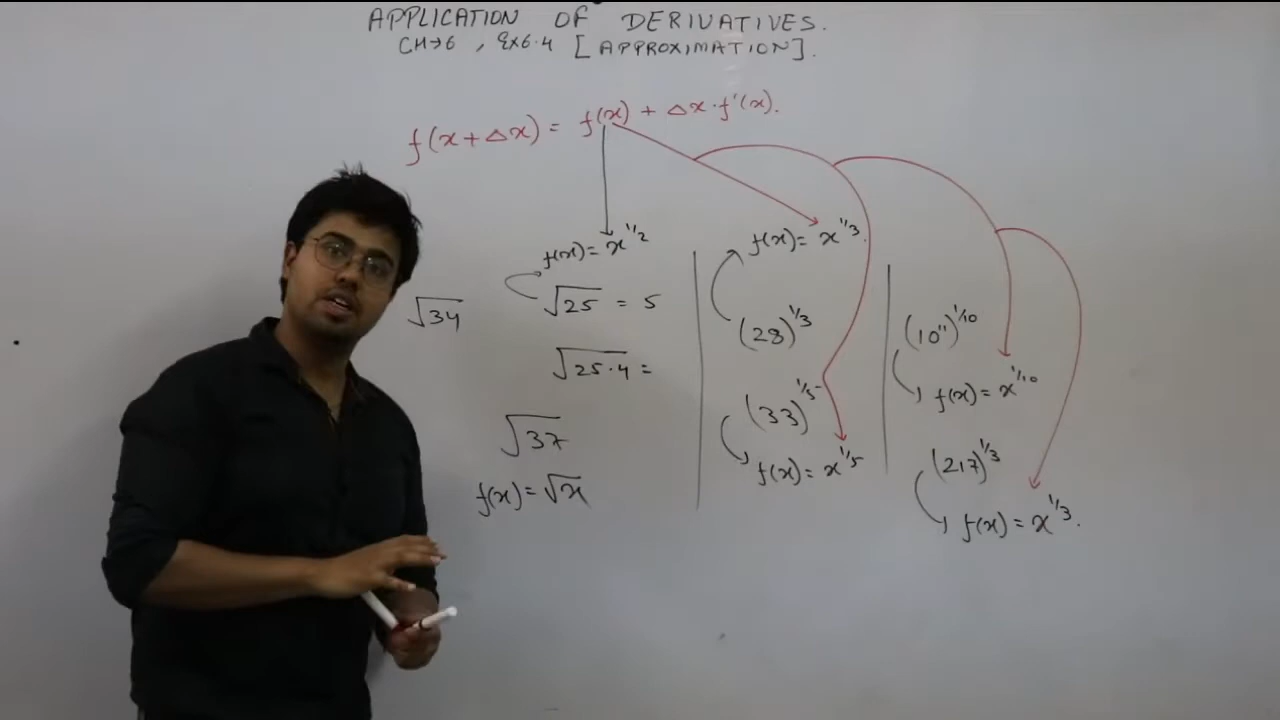 APPLICATION OF DERIVATIVES.
CH→6, Ex6.4 [APPROXIMATION].
f(x+Δx) = f(x) + Δx·f'(x).
f(x) = x^1/2
√25 = 5
√34
√25.4 =
√37
f(x) = √x
f(x) = x^1/3.
(28)^1/3
(33)^1/5
f(x) = x^1/5
(10")^1/10
f(x) = x^1/10
(217)^1/3
f(x) = x^1/3.